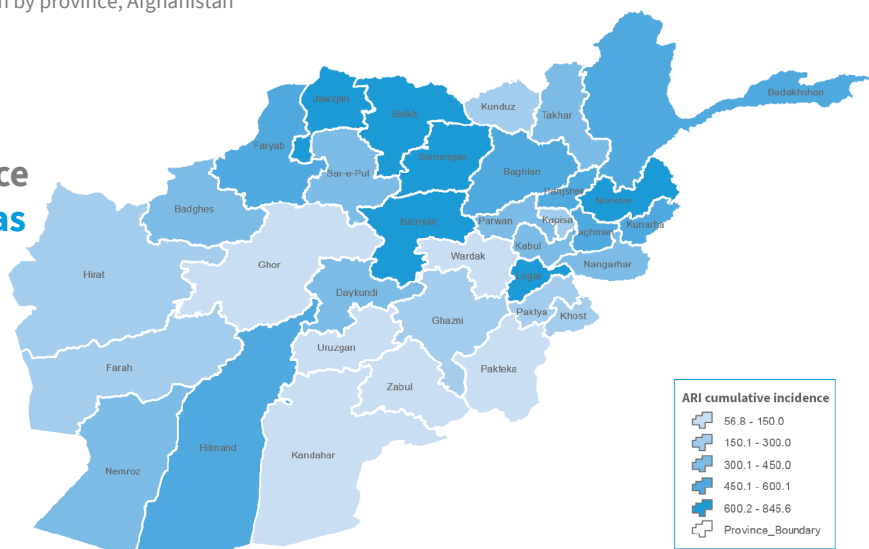 by province, Afghanistan
ce
as
Jawzjan
Balkh
Kunduz
Takhar
Badakhshan
Faryab
Sar-e-Pul
Samangan
Baghlan
Panjsher
Noristan
Badghes
Bamyan
Parwan
Kapisa
Laghman
Kunarha
Hirat
Ghor
Wardak
Kabul
Nangarhar
Logar
Daykundi
Ghazni
Paktya
Khost
Uruzgan
Farah
Zabul
Pakteka
Hilmand
Kandahar
Nemroz
ARI cumulative incidence
56.8 - 150.0
150.1 - 300.0
300.1 - 450.0
450.1 - 600.1
600.2 - 845.6
Province_Boundary